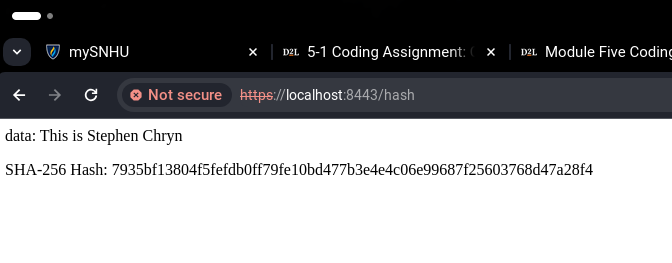 mySNHU
5-1 Coding Assignment:
Module Five Coding
Not secure
https://localhost:8443/hash
data: This is Stephen Chryn
SHA-256 Hash: 7935bf13804f5fefdb0ff79fe10bd477b3e4e4c06e99687f25603768d47a28f4